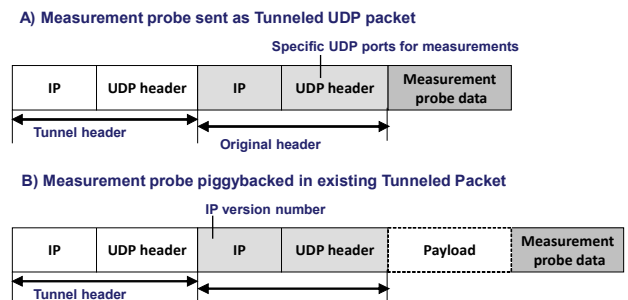 A) Measurement probe sent as Tunneled UDP packet
Specific UDP ports for measurements
IP UDP header IP UDP header Measurement
probe data
Tunnel header
Original header
B) Measurement probe piggybacked in existing Tunneled Packet
IP version number
IP UDP header IP UDP header Payload Measurement
probe data
Tunnel header